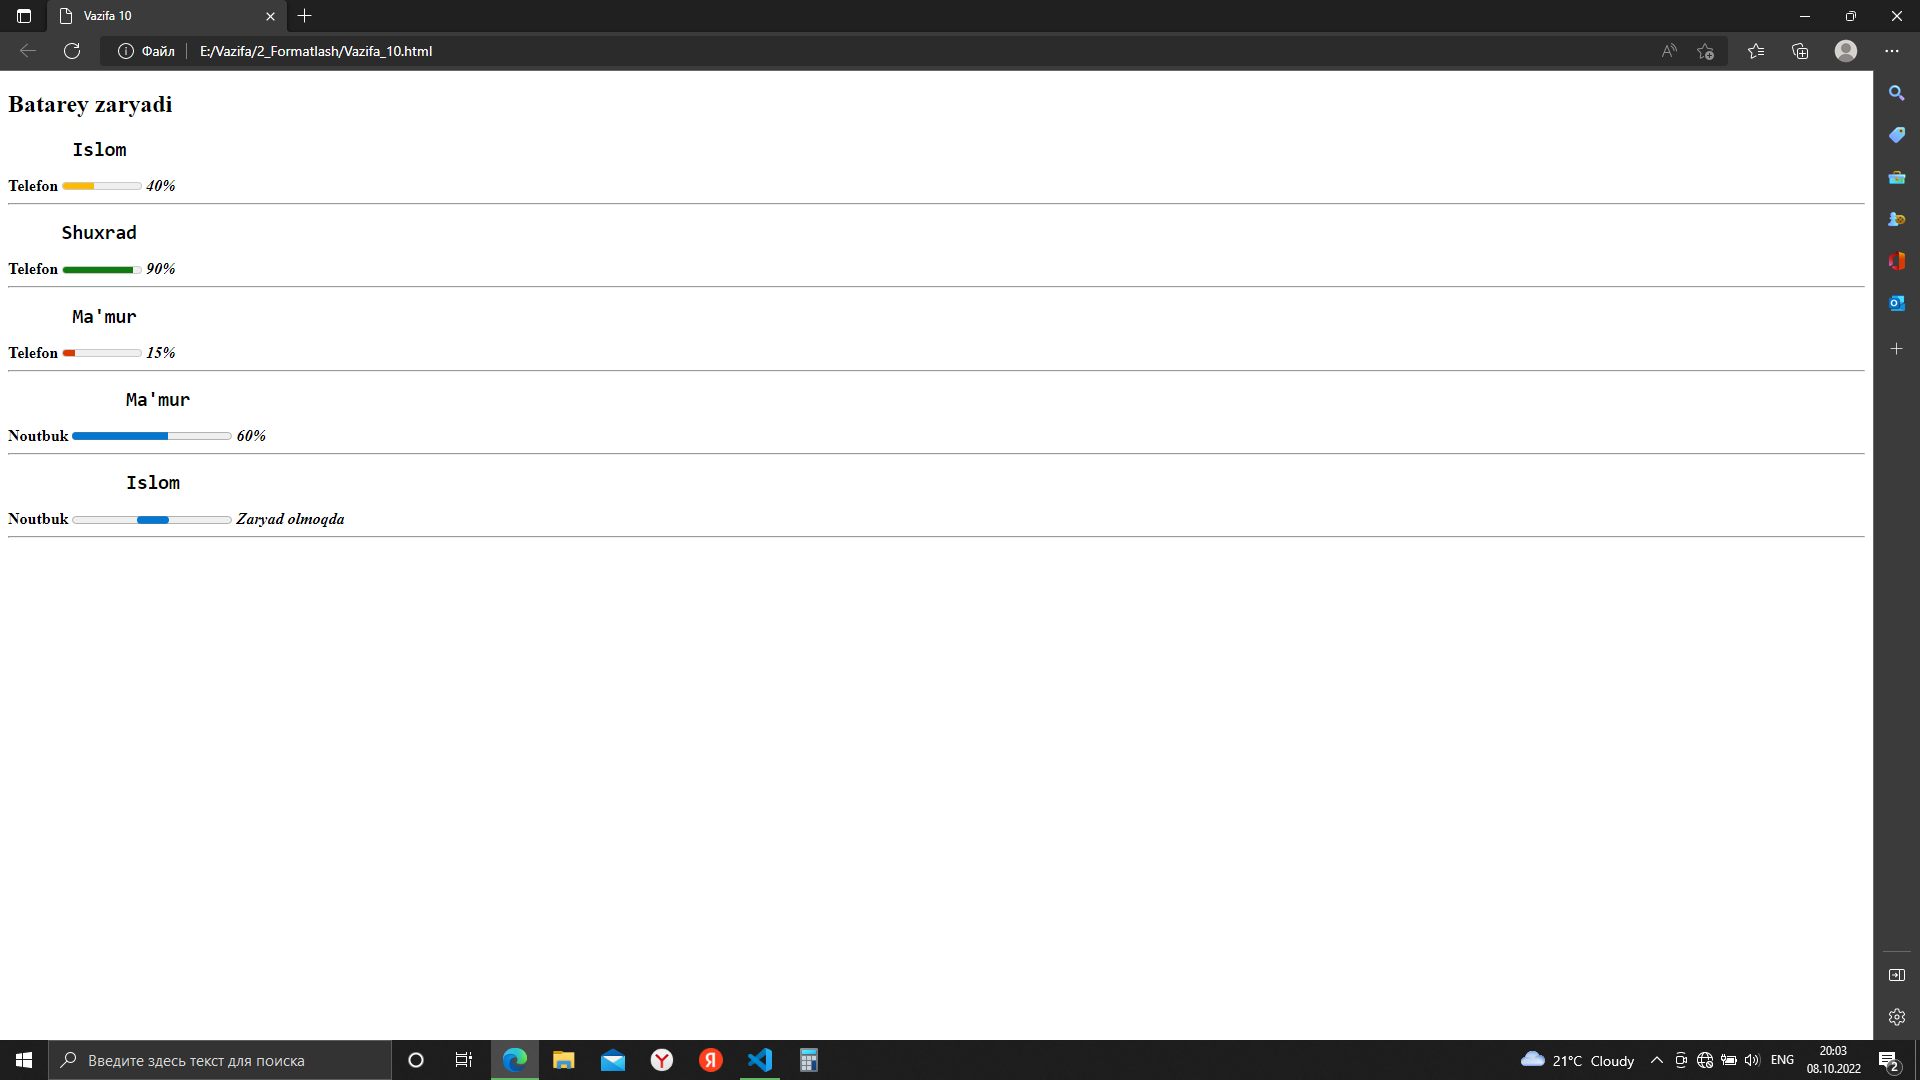 Vazifa 10
Файл E:/Vazifa/2_Formatlash/Vazifa_10.html
Batarey zaryadi
Islom
Telefon 40%
Shuxrad
Telefon 90%
Ma'mur
Telefon 15%
Ma'mur
Noutbuk 60%
Islom
Noutbuk Zaryad olmoqda
Введите здесь текст для поиска
21°C Cloudy
ENG
20:03
08.10.2022
2